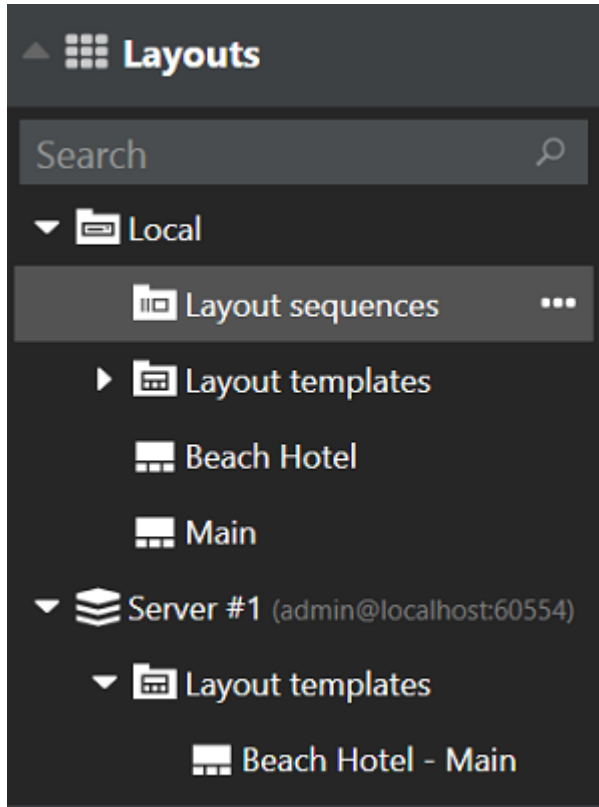 Layouts
Search
Local
Layout sequences
Layout templates
Beach Hotel
Main
Server #1 (admin@localhost:60554)
Layout templates
Beach Hotel - Main